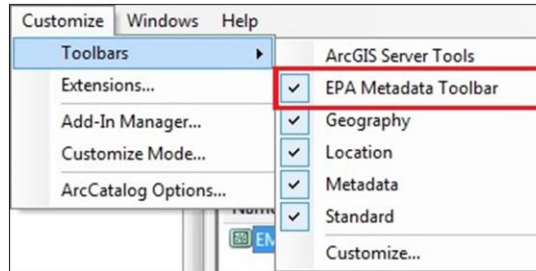 Customize Windows Help
Toolbars
Extensions...
Add-In Manager...
Customize Mode...
ArcCatalog Options...
ArcGIS Server Tools
EPA Metadata Toolbar
Geography
Location
Metadata
Standard
Customize...